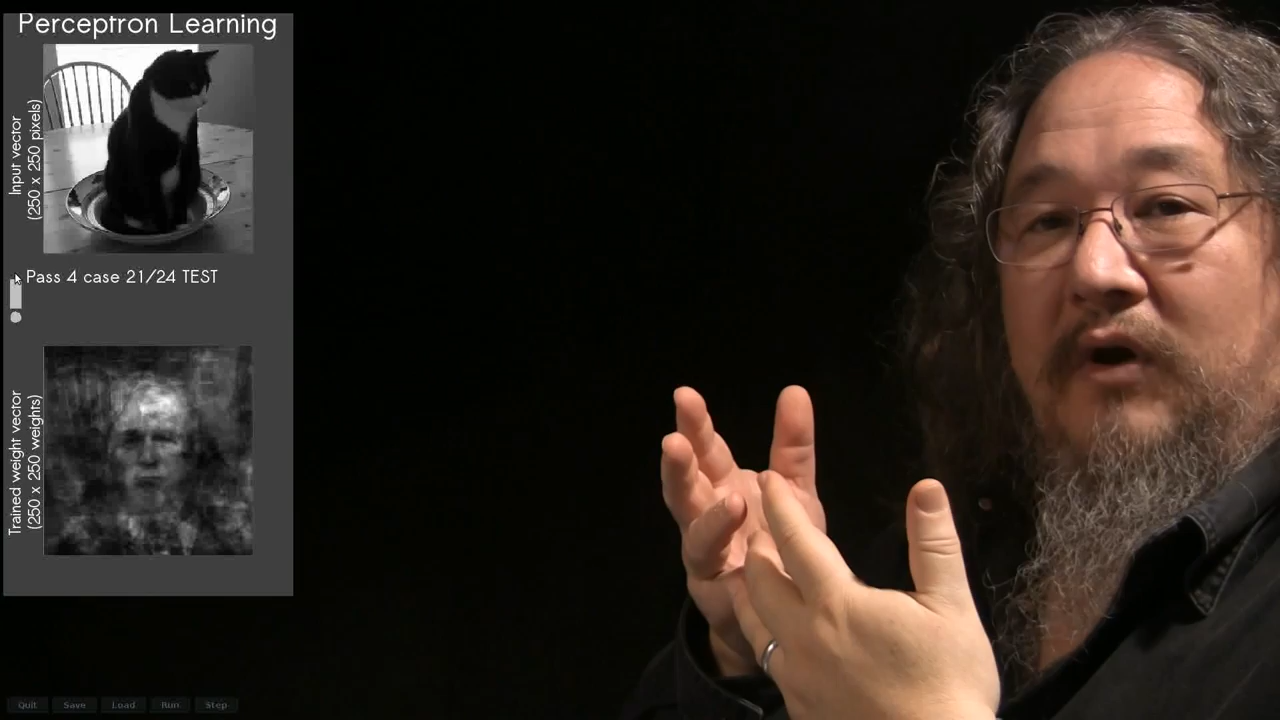 Perceptron Learning
Input vector
(250 x 250 pixels)
Pass 4 case 21/24 TEST
Trained weight vector
(250 x 250 weights)
Quit Save Load Run Step